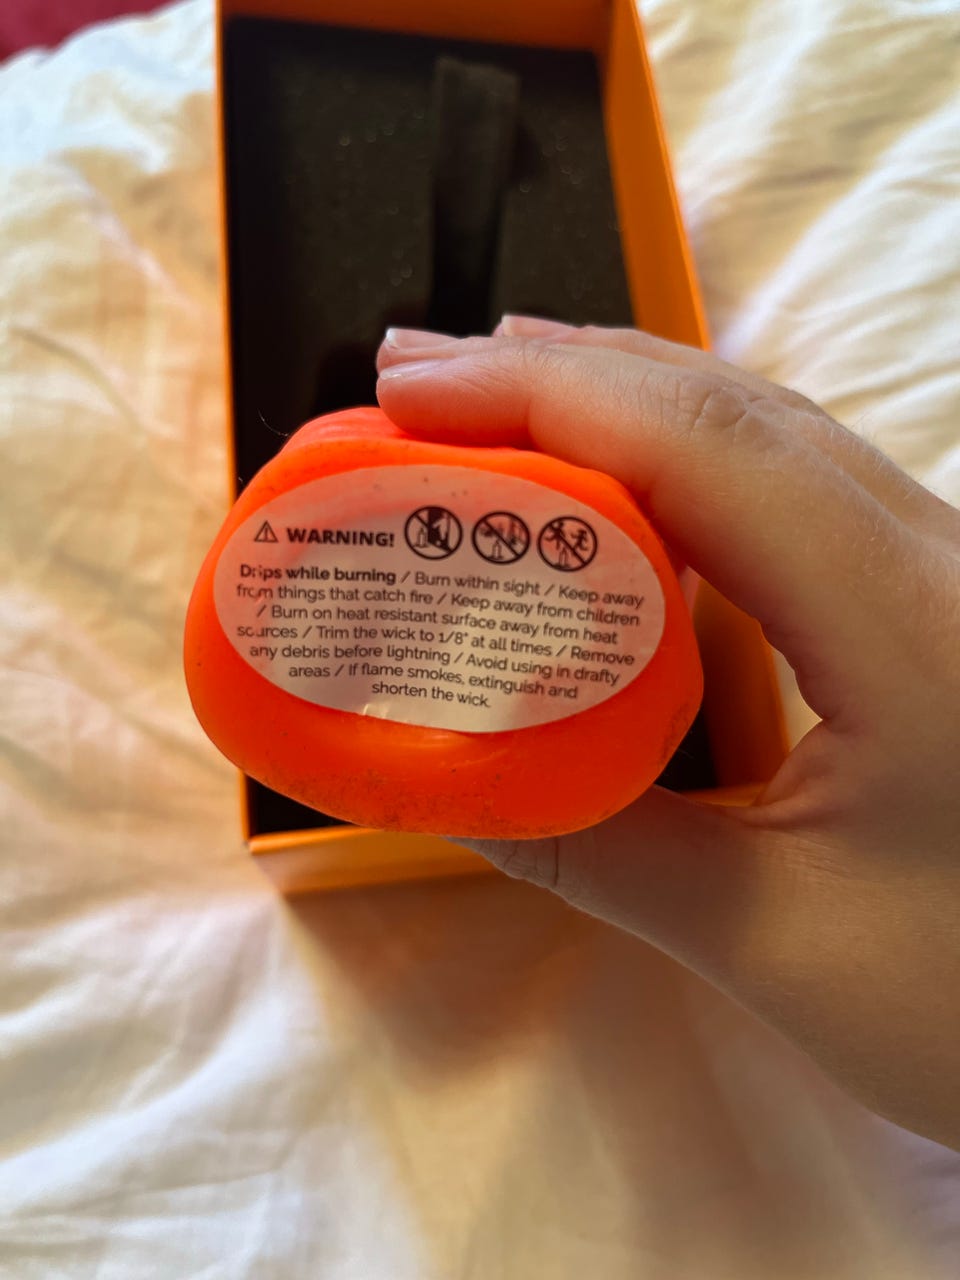 WARNING!
Drips while burning / Burn within sight / Keep away
from things that catch fire / Keep away from children
/ Burn on heat resistant surface away from heat
sources / Trim the wick to 1/8" at all times / Remove
any debris before lightning / Avoid using in drafty
areas / If flame smokes, extinguish and
shorten the wick.